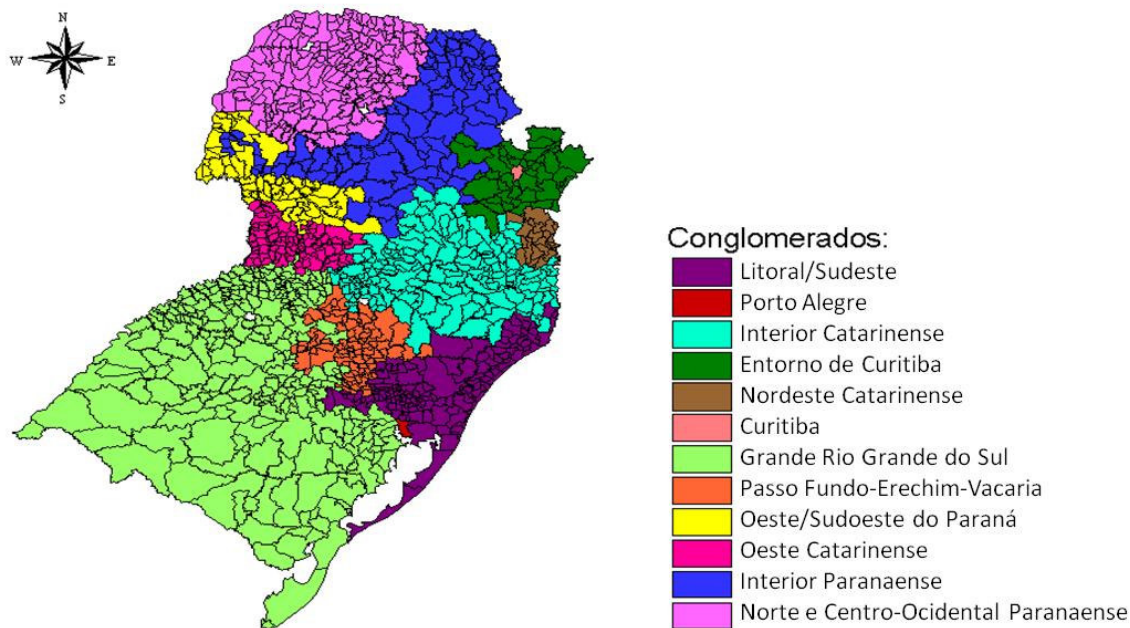 N
W E
S
Conglomerados:
Litoral/Sudeste
Porto Alegre
Interior Catarinense
Entorno de Curitiba
Nordeste Catarinense
Curitiba
Grande Rio Grande do Sul
Passo Fundo-Erechim-Vacaria
Oeste/Sudoeste do Paraná
Oeste Catarinense
Interior Paranaense
Norte e Centro-Ocidental Paranaense